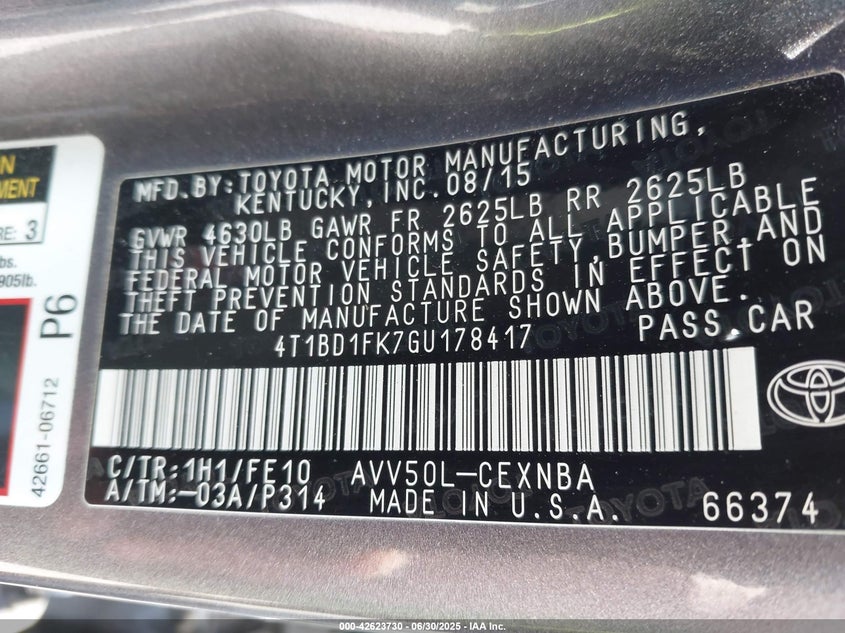 MFD.BY:TOYOTA MOTOR MANUFACTURING,
KENTUCKY,INC.08/15
GVWR 4630LB GAWR FR 2625LB RR 2625LB
THIS VEHICLE CONFORMS TO ALL APPLICABLE
FEDERAL MOTOR VEHICLE SAFETY,BUMPER,AND
THEFT PREVENTION STANDARDS IN EFFECT ON
THE DATE OF MANUFACTURE SHOWN ABOVE.
4T1BD1FK7GU178417 PASS.CAR
C/TR:1H1/FE10 AVV50L-CEXNBA
A/TM:-03A/P314 MADE IN U.S.A. 66374
TOYOTA
3
905lb.
P6
42661-06712
000-42623730 - 06/30/2025 - IAA Inc.